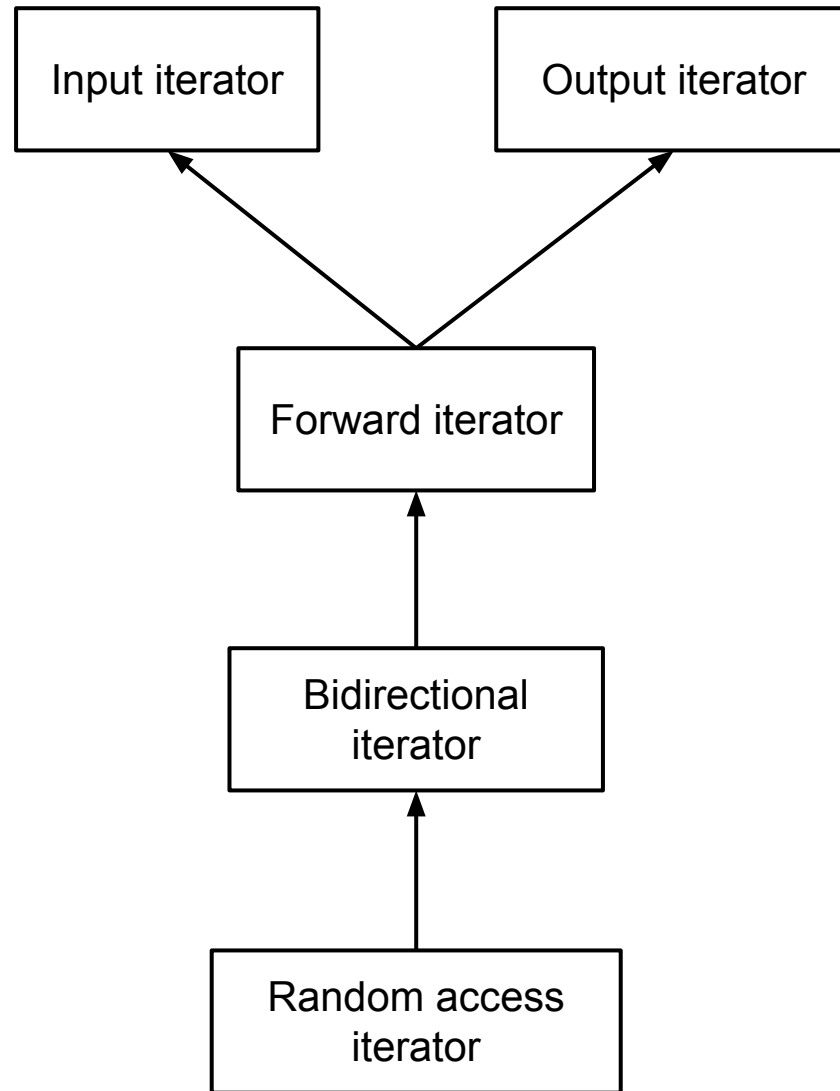 Input iterator
Output iterator
Forward iterator
Bidirectional
iterator
Random access
iterator